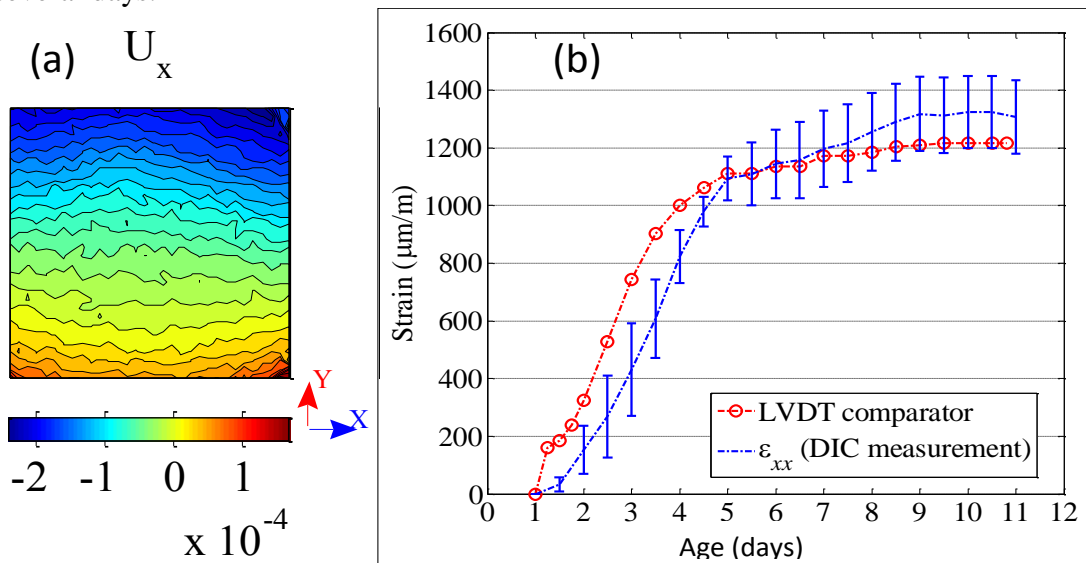 (a) U_x
Y
X
-2 -1 0 1
x 10^-4
(b)
1600
1400
1200
1000
800
600
400
200
0
Strain (µm/m)
LVDT comparator
ε_xx (DIC measurement)
0 1 2 3 4 5 6 7 8 9 10 11 12
Age (days)